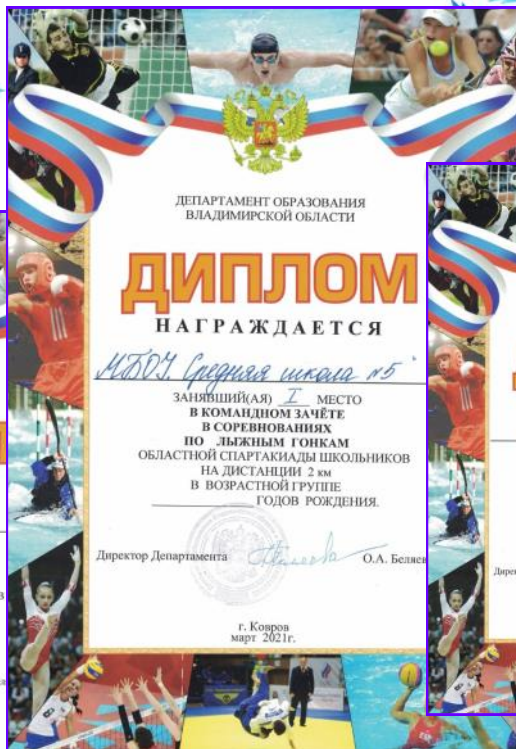 ДЕПАРТАМЕНТ ОБРАЗОВАНИЯ
ВЛАДИМИРСКОЙ ОБЛАСТИ
ДИПЛОМ
НАГРАЖДАЕТСЯ
МБОУ "Средняя школа №5"
ЗАНЯВШИЙ(АЯ) I МЕСТО
В КОМАНДНОМ ЗАЧЁТЕ
В СОРЕВНОВАНИЯХ
ПО ЛЫЖНЫМ ГОНКАМ
ОБЛАСТНОЙ СПАРТАКИАДЫ ШКОЛЬНИКОВ
НА ДИСТАНЦИИ 2 км
В ВОЗРАСТНОЙ ГРУППЕ
ГОДОВ РОЖДЕНИЯ.
Директор Департамента О.А. Беляе
г. Ковров
март 2021г.